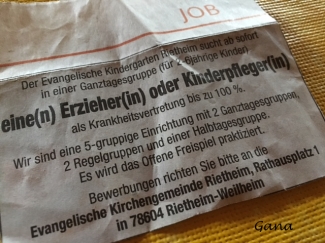 JOB
Der Evangelische Kindergarten Rietheim sucht ab sofort
in einer Ganztagesgruppe (für 2-6jährige Kinder)
eine(n) Erzieher(in) oder Kinderpfleger(in)
als Krankheitsvertretung bis zu 100 %.
Wir sind eine 5-gruppige Einrichtung mit 2 Ganztagesgruppen,
2 Regelgruppen und einer Halbtagesgruppe.
Es wird das Offene Freispiel praktiziert.
Bewerbungen richten Sie bitte an die
Evangelische Kirchengemeinde Rietheim, Rathausplatz 1
in 78604 Rietheim-Weilheim
Gana